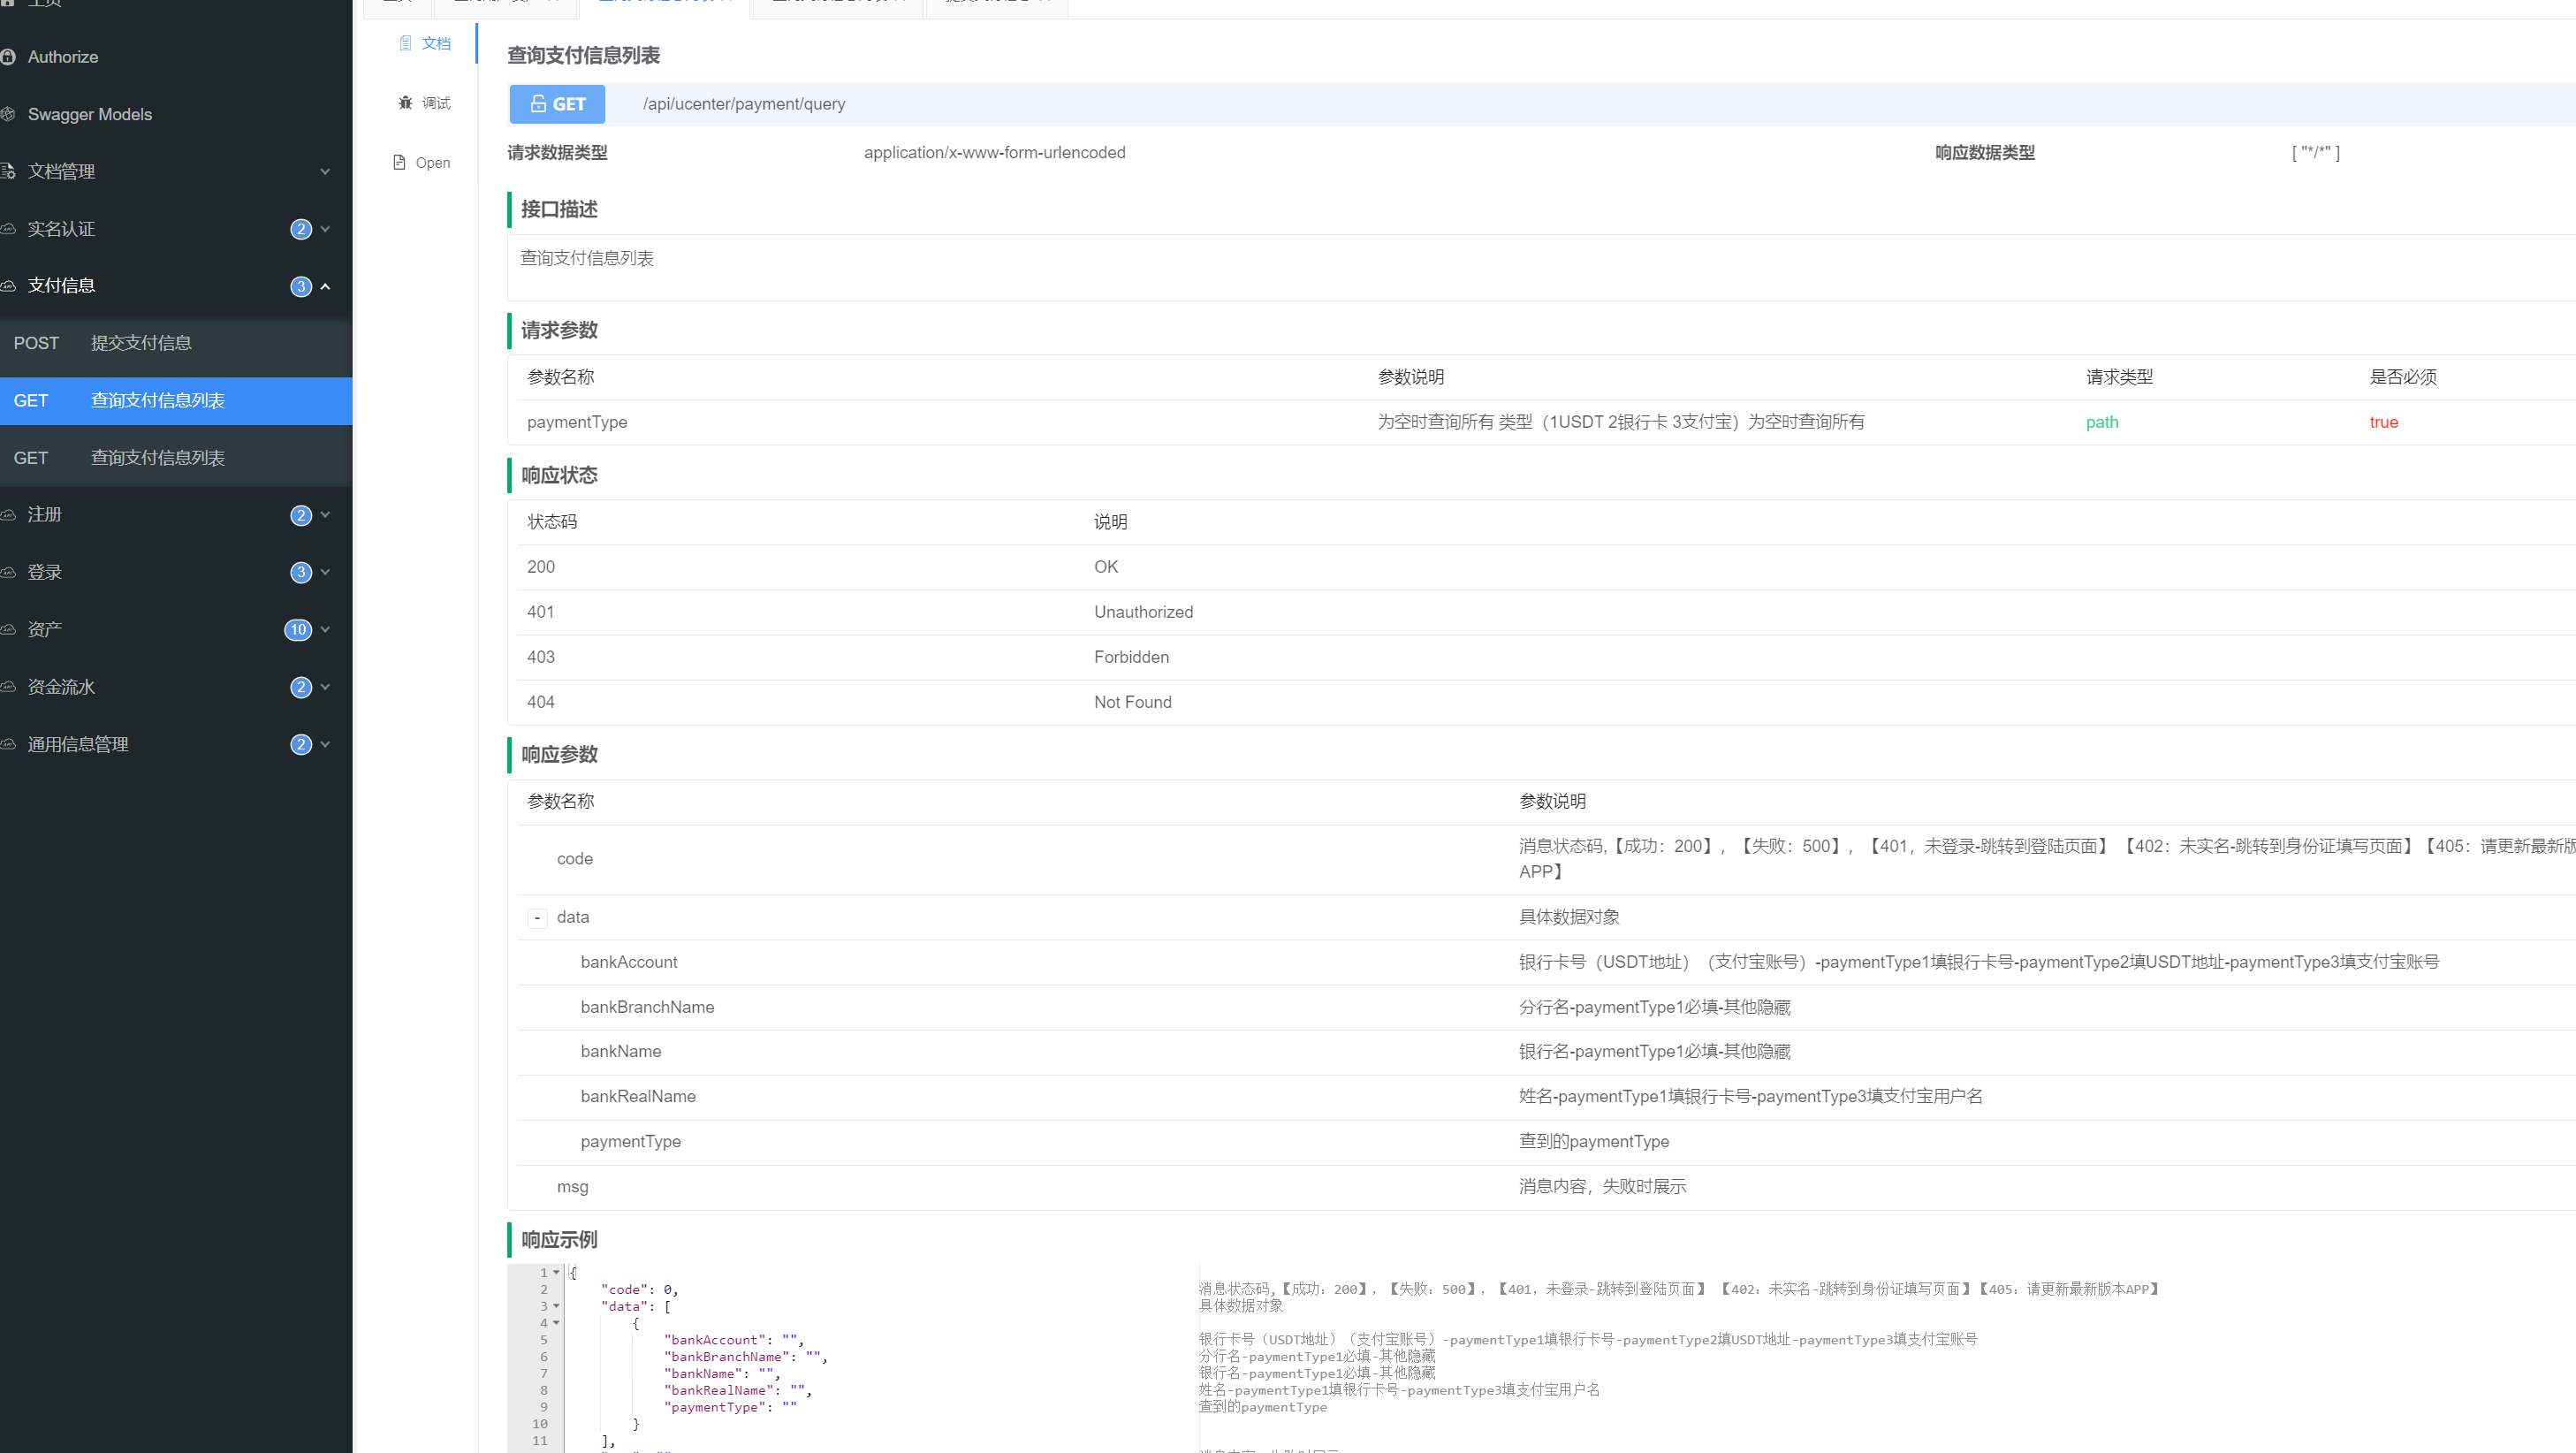 主页
Authorize
Swagger Models
文档管理
实名认证 2
支付信息 3
POST 提交支付信息
GET 查询支付信息列表
GET 查询支付信息列表
注册 2
登录 3
资产 10
资金流水 2
通用信息管理 2
文档
调试
Open
查询支付信息列表
GET /api/ucenter/payment/query
请求数据类型 application/x-www-form-urlencoded 响应数据类型 [ "*/*" ]
接口描述
查询支付信息列表
请求参数
参数名称 参数说明 请求类型 是否必须
paymentType 为空时查询所有 类型（1USDT 2银行卡 3支付宝）为空时查询所有 path true
响应状态
状态码 说明
200 OK
401 Unauthorized
403 Forbidden
404 Not Found
响应参数
参数名称 参数说明
code 消息状态码,【成功：200】，【失败：500】，【401，未登录-跳转到登陆页面】 【402：未实名-跳转到身份证填写页面】【405：请更新最新版
APP】
- data 具体数据对象
bankAccount 银行卡号（USDT地址）（支付宝账号）-paymentType1填银行卡号-paymentType2填USDT地址-paymentType3填支付宝账号
bankBranchName 分行名-paymentType1必填-其他隐藏
bankName 银行名-paymentType1必填-其他隐藏
bankRealName 姓名-paymentType1填银行卡号-paymentType3填支付宝用户名
paymentType 查到的paymentType
msg 消息内容，失败时展示
响应示例
1 {
2 "code": 0, 消息状态码,【成功：200】，【失败：500】，【401，未登录-跳转到登陆页面】 【402：未实名-跳转到身份证填写页面】【405：请更新最新版本APP】
3 "data": [ 具体数据对象
4 {
5 "bankAccount": "", 银行卡号（USDT地址）（支付宝账号）-paymentType1填银行卡号-paymentType2填USDT地址-paymentType3填支付宝账号
6 "bankBranchName": "", 分行名-paymentType1必填-其他隐藏
7 "bankName": "", 银行名-paymentType1必填-其他隐藏
8 "bankRealName": "", 姓名-paymentType1填银行卡号-paymentType3填支付宝用户名
9 "paymentType": "" 查到的paymentType
10 }
11 ],